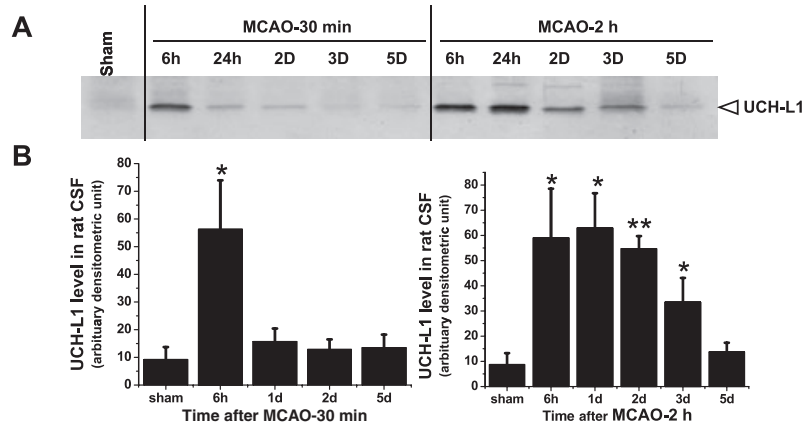 A
MCAO-30 min
MCAO-2 h
Sham
6h 24h 2D 3D 5D
6h 24h 2D 3D 5D
UCH-L1
B
UCH-L1 level in rat CSF
(arbituary densitometric unit)
80
70
60
50
40
30
20
10
0
*
sham 6h 1d 2d 5d
Time after MCAO-30 min
UCH-L1 level in rat CSF
(arbituary densitometric unit)
80
70
60
50
40
30
20
10
0
* * ** *
sham 6h 1d 2d 3d 5d
Time after MCAO-2 h